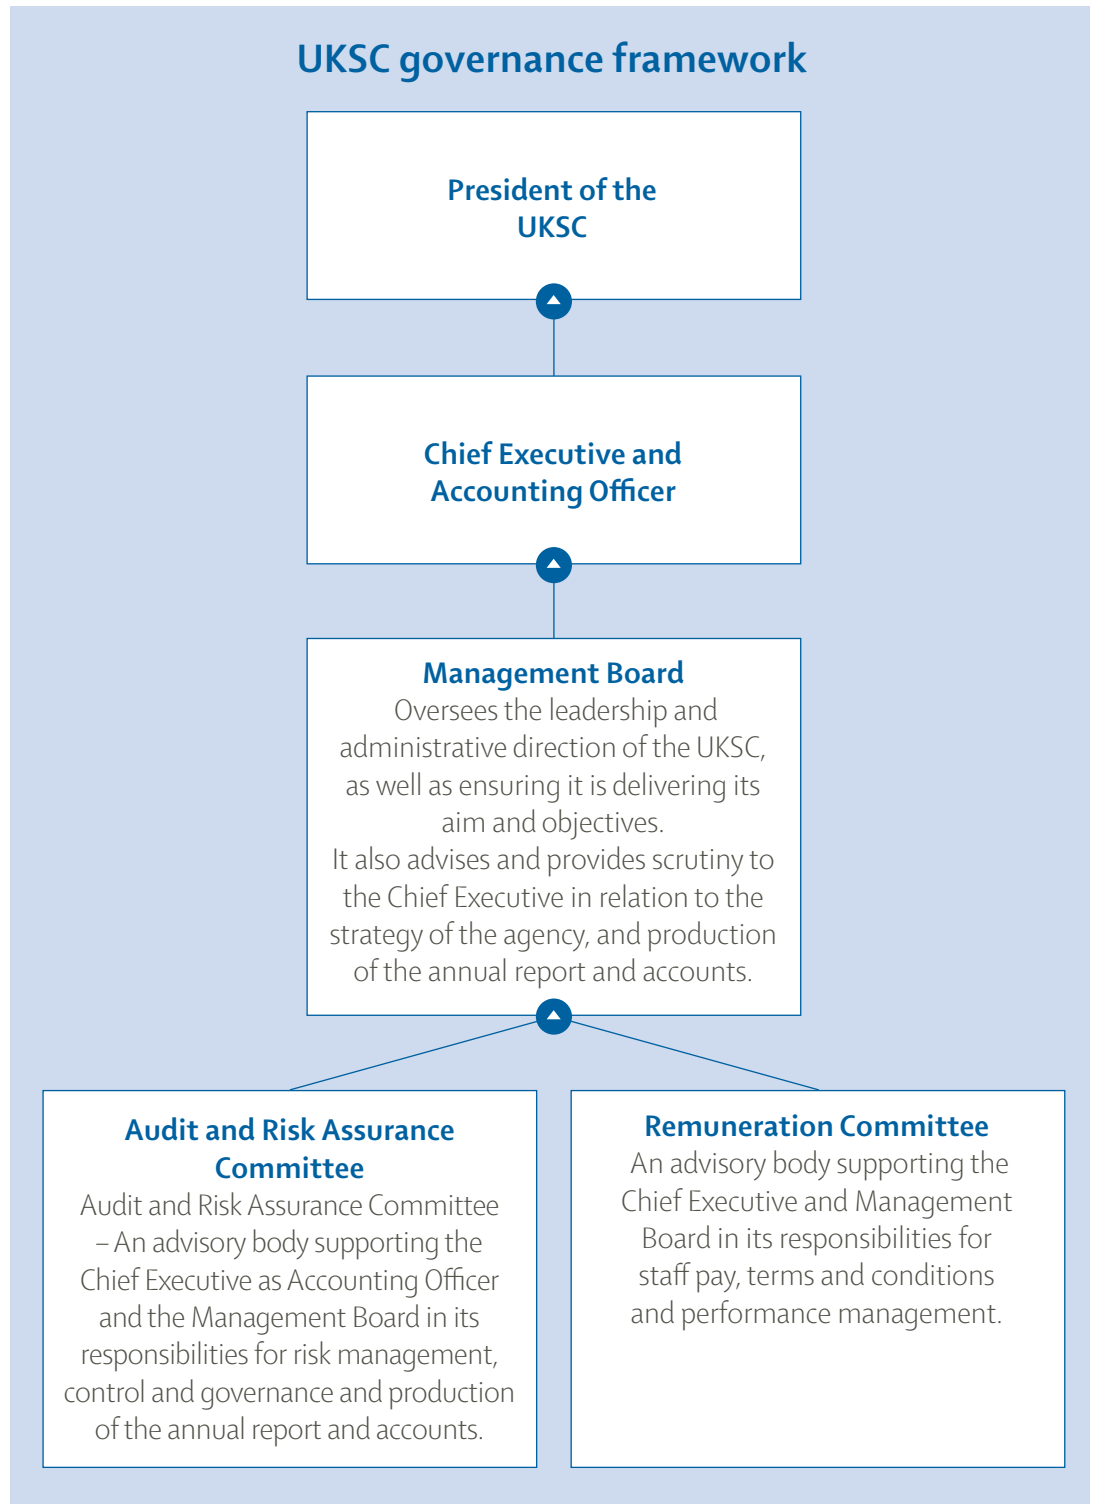 UKSC governance framework
President of the
UKSC
Chief Executive and
Accounting Officer
Management Board
Oversees the leadership and
administrative direction of the UKSC,
as well as ensuring it is delivering its
aim and objectives.
It also advises and provides scrutiny to
the Chief Executive in relation to the
strategy of the agency, and production
of the annual report and accounts.
Audit and Risk Assurance
Committee
Audit and Risk Assurance Committee
– An advisory body supporting the
Chief Executive as Accounting Officer
and the Management Board in its
responsibilities for risk management,
control and governance and production
of the annual report and accounts.
Remuneration Committee
An advisory body supporting the
Chief Executive and Management
Board in its responsibilities for
staff pay, terms and conditions
and performance management.